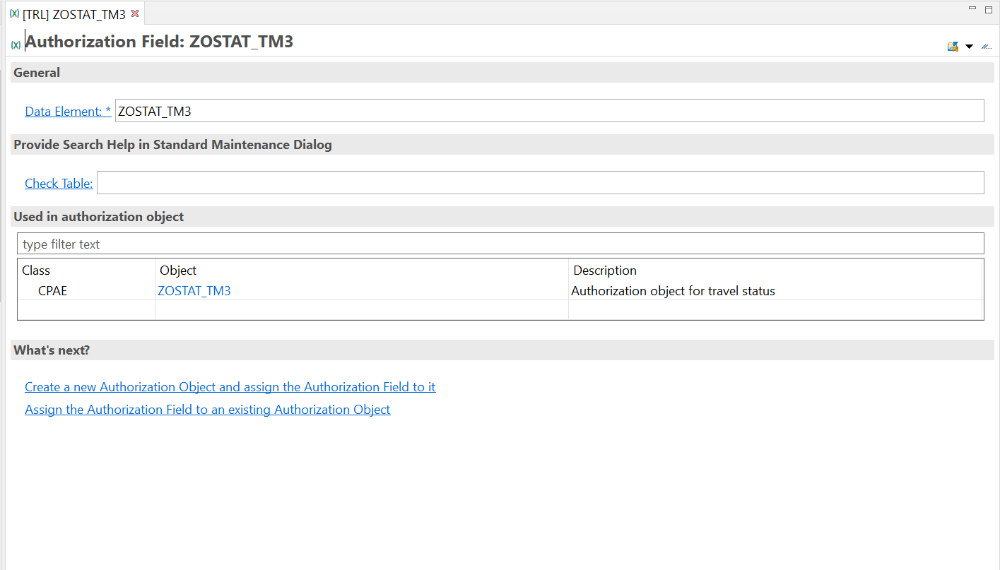 [TRL] ZOSTAT_TM3
Authorization Field: ZOSTAT_TM3
General
Data Element: * ZOSTAT_TM3
Provide Search Help in Standard Maintenance Dialog
Check Table:
Used in authorization object
type filter text
Class Object Description
CPAE ZOSTAT_TM3 Authorization object for travel status
What's next?
Create a new Authorization Object and assign the Authorization Field to it
Assign the Authorization Field to an existing Authorization Object